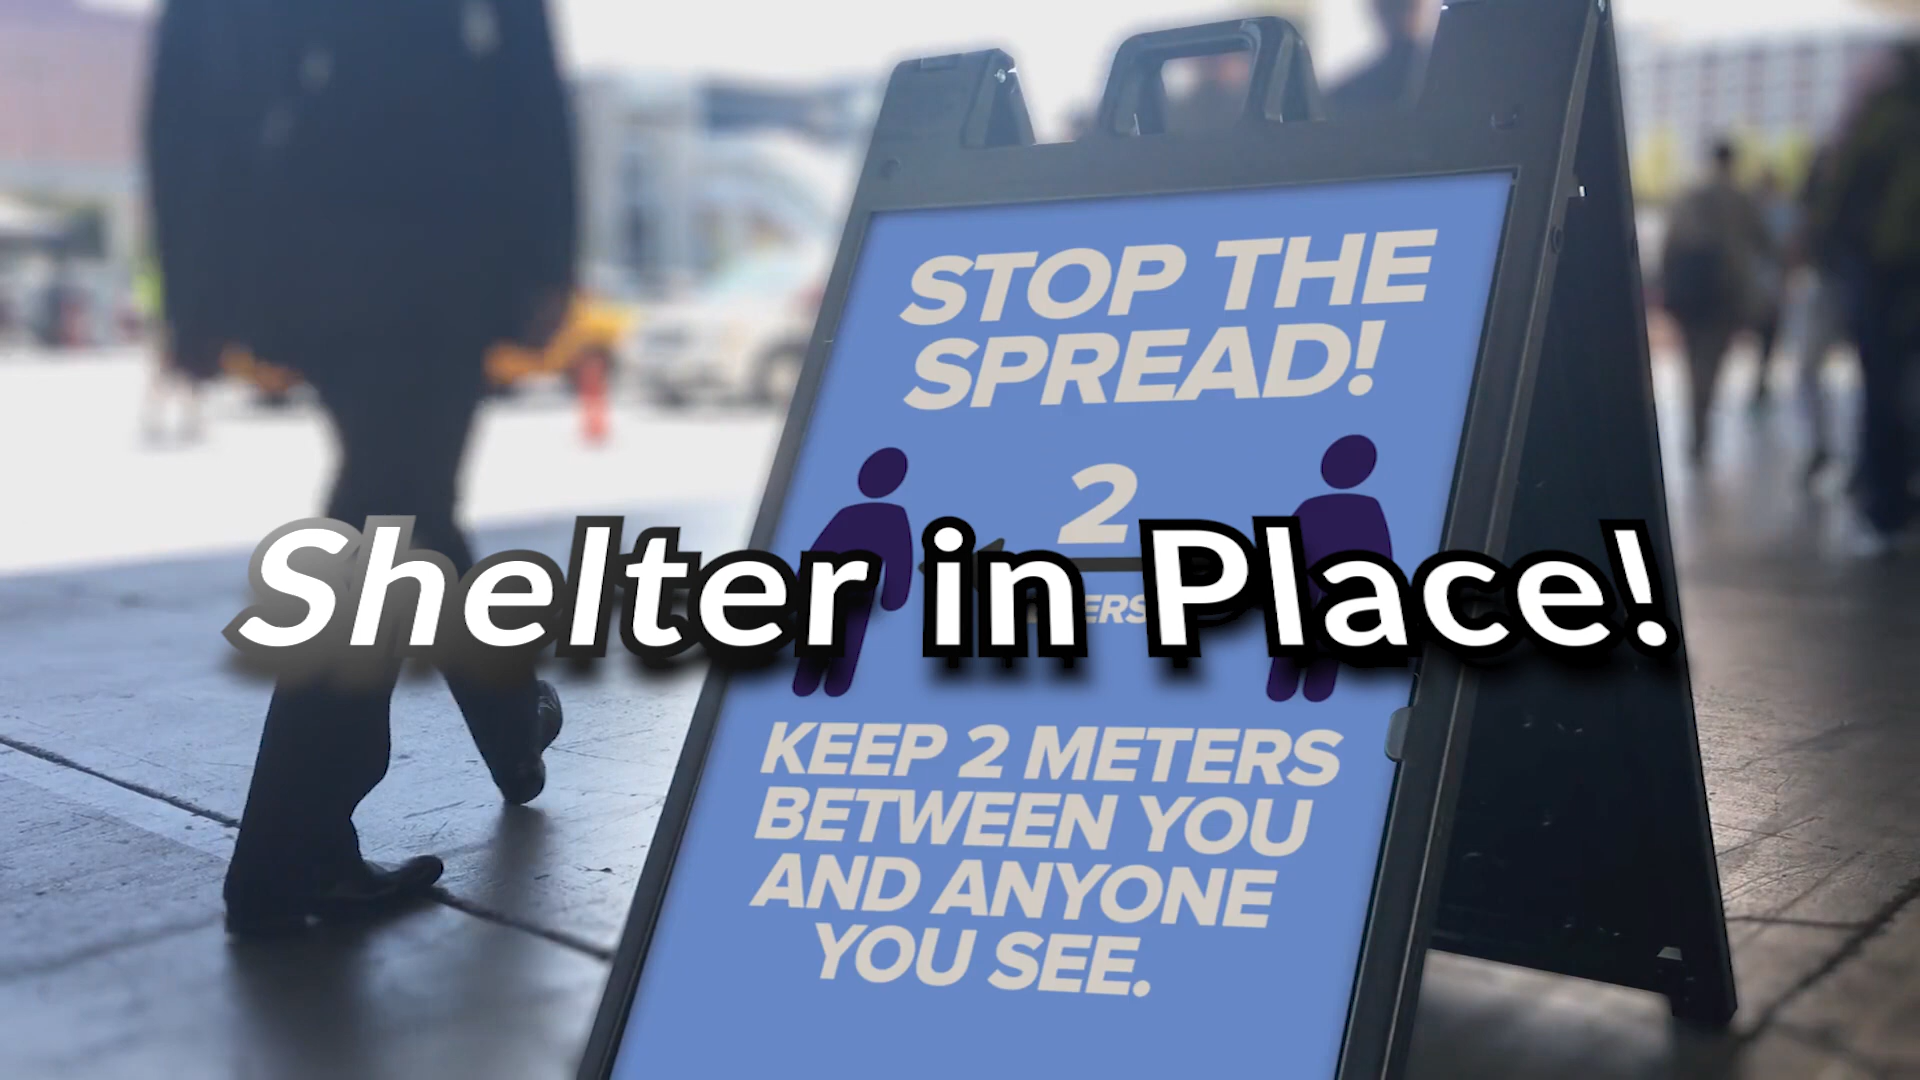 STOP THE
SPREAD!
2
Shelter in Place!
KEEP 2 METERS
BETWEEN YOU
AND ANYONE
YOU SEE.